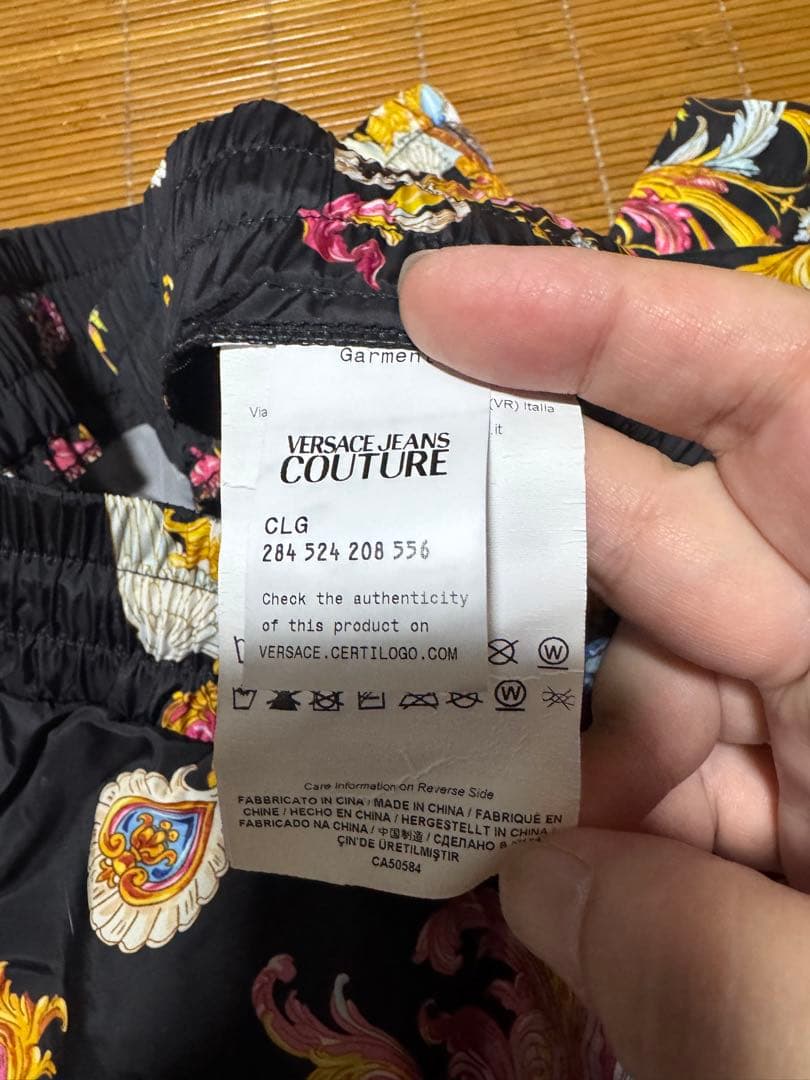 Garmen
Via
(VR) Italia
.it
VERSACE JEANS
COUTURE
CLG
284 524 208 556
Check the authenticity
of this product on
VERSACE.CERTILOGO.COM
W
W
Care Information on Reverse Side
FABBRICATO IN CINA / MADE IN CHINA / FABRIQUÉ EN
CHINE / HECHO EN CHINA / HERGESTELLT IN CHINA
FABRICADO NA CHINA / 中国制造 / СДЕЛАНО В
ÇIN'DE ÜRETILMIŞTIR
CA50584